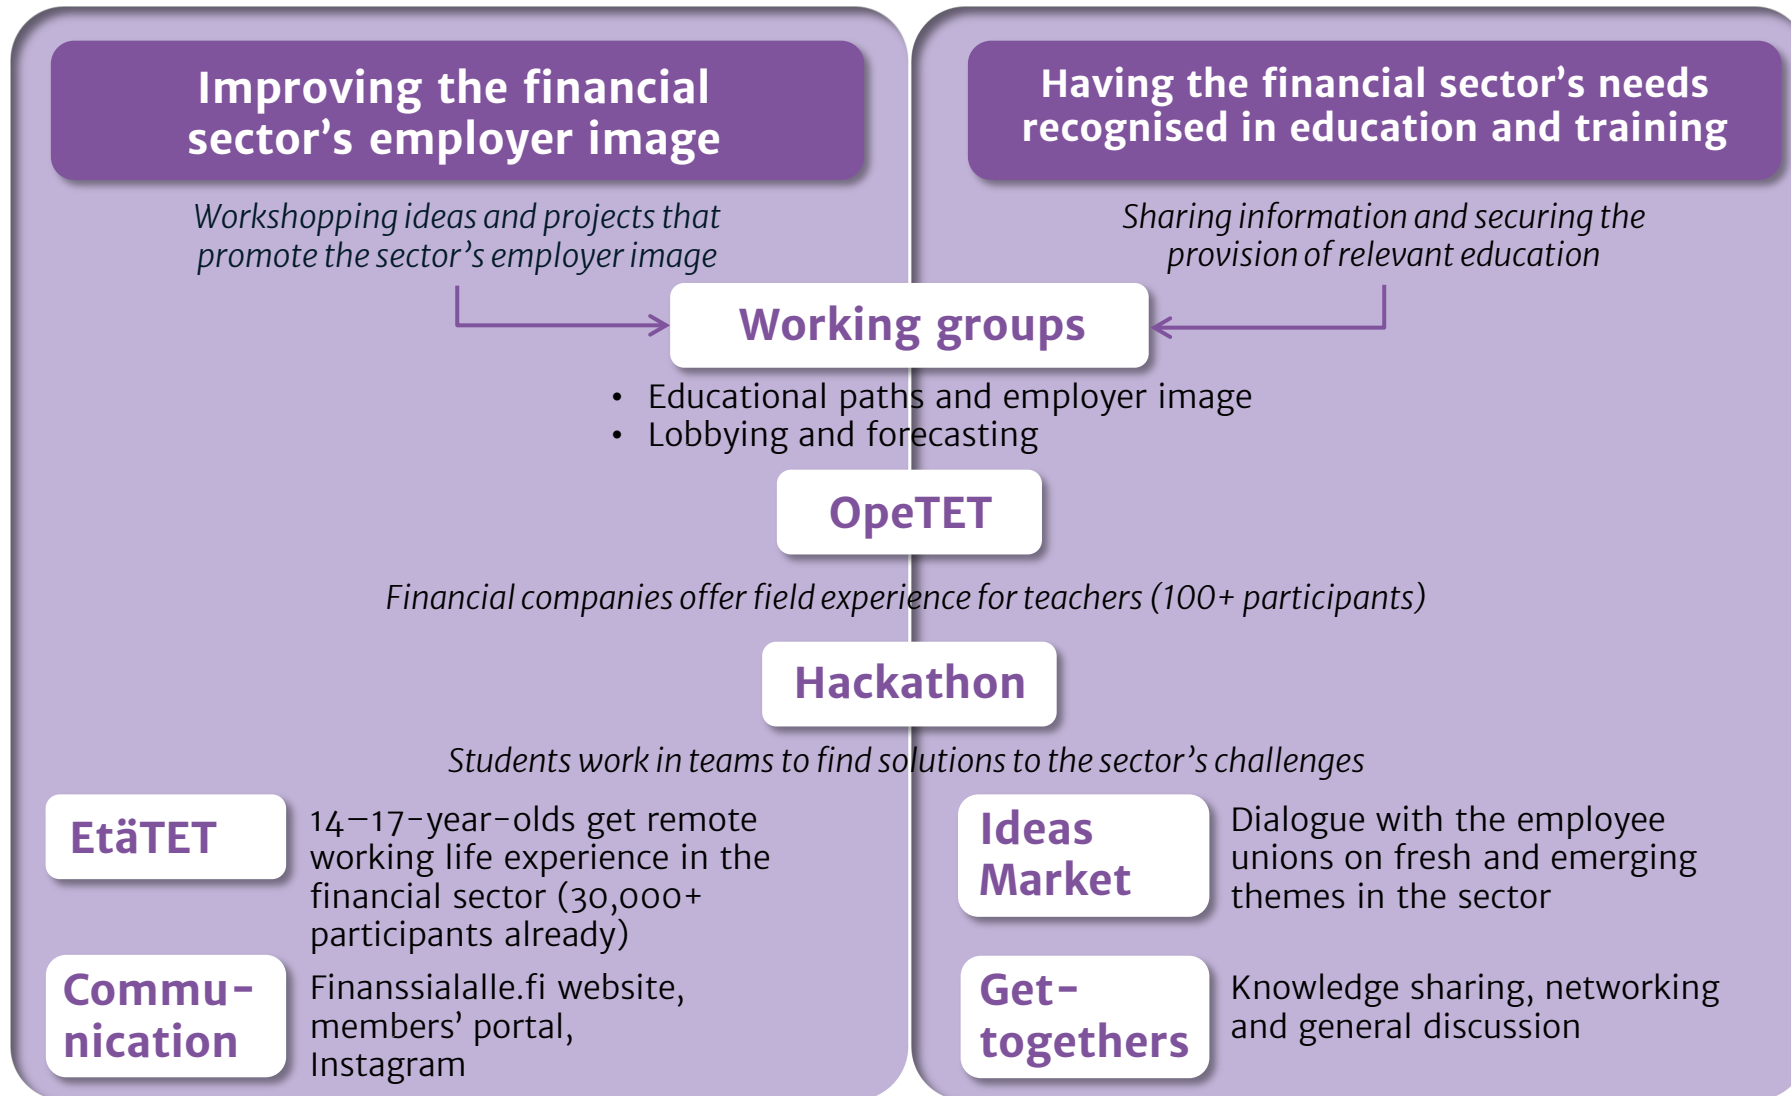 Improving the financial
sector’s employer image
Having the financial sector’s needs
recognised in education and training
Workshopping ideas and projects that
promote the sector’s employer image
Sharing information and securing the
provision of relevant education
Working groups
• Educational paths and employer image
• Lobbying and forecasting
OpeTET
Financial companies offer field experience for teachers (100+ participants)
Hackathon
Students work in teams to find solutions to the sector’s challenges
EtäTET
14–17-year-olds get remote
working life experience in the
financial sector (30,000+
participants already)
Commu-
nication
Finanssialalle.fi website,
members’ portal,
Instagram
Ideas
Market
Dialogue with the employee
unions on fresh and emerging
themes in the sector
Get-
togethers
Knowledge sharing, networking
and general discussion